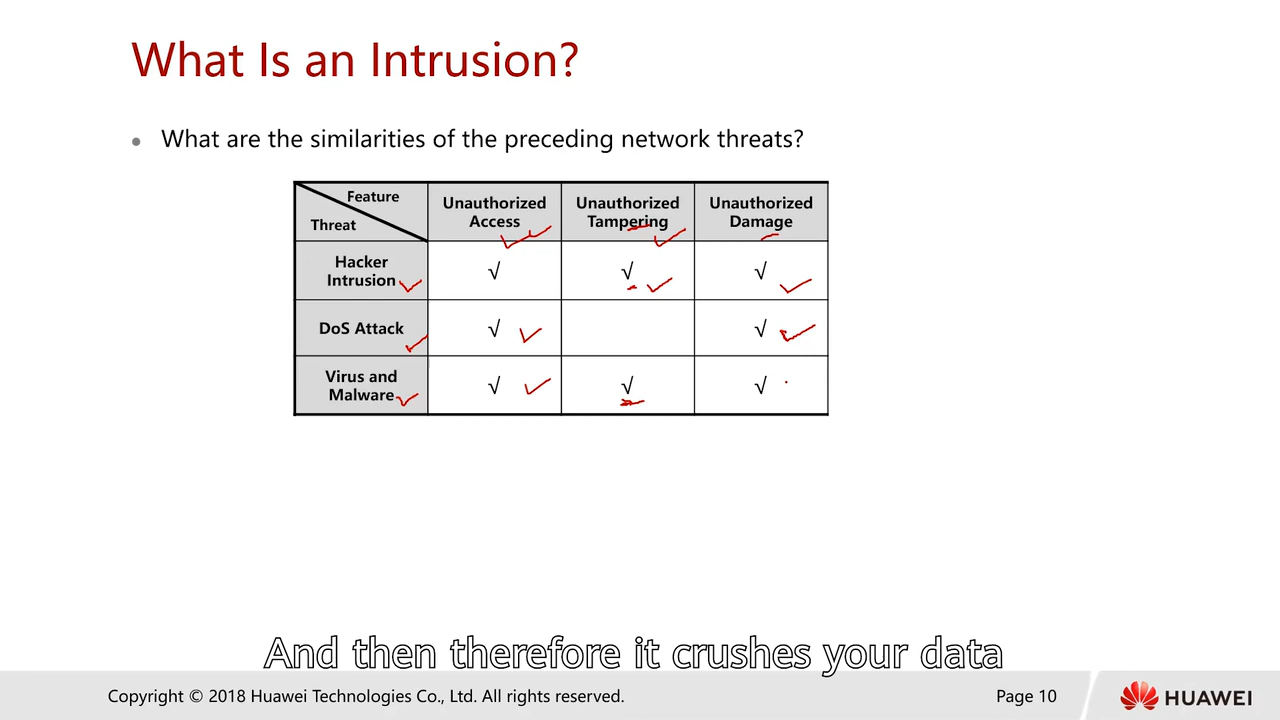 What Is an Intrusion?
• What are the similarities of the preceding network threats?
Feature
Threat
Unauthorized
Access
Unauthorized
Tampering
Unauthorized
Damage
Hacker
Intrusion
√ √ √
DoS Attack √ √
Virus and
Malware
√ √ √
And then therefore it crushes your data
Copyright © 2018 Huawei Technologies Co., Ltd. All rights reserved. Page 10 HUAWEI